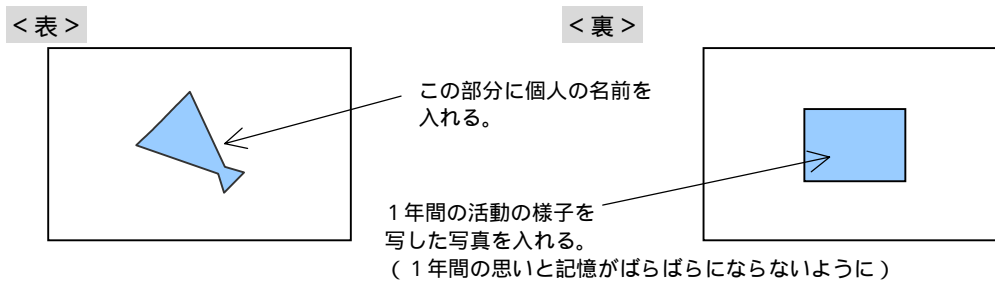 <表>
<裏>
この部分に個人の名前を
入れる。
１年間の活動の様子を
写した写真を入れる。
(１年間の思いと記憶がばらばらにならないように)